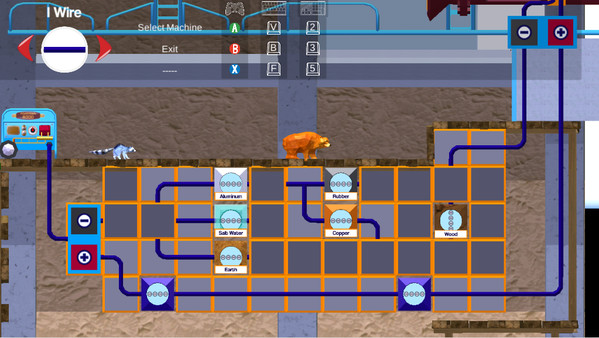 I Wire
Select Machine A V 2
Exit B B 3
----- X F 5
Aluminum
Rubber
Salt Water
Copper
Wood
Earth